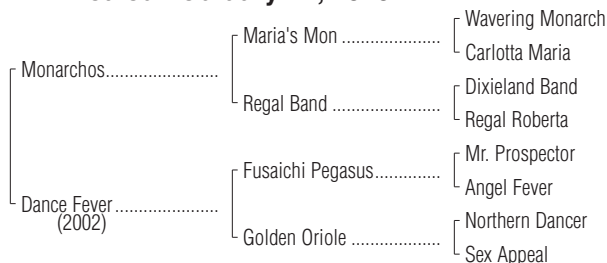 Wavering Monarch
Maria's Mon
Carlotta Maria
Monarchos
Dixieland Band
Regal Band
Regal Roberta
Mr. Prospector
Fusaichi Pegasus
Angel Fever
Dance Fever
(2002)
Northern Dancer
Golden Oriole
Sex Appeal